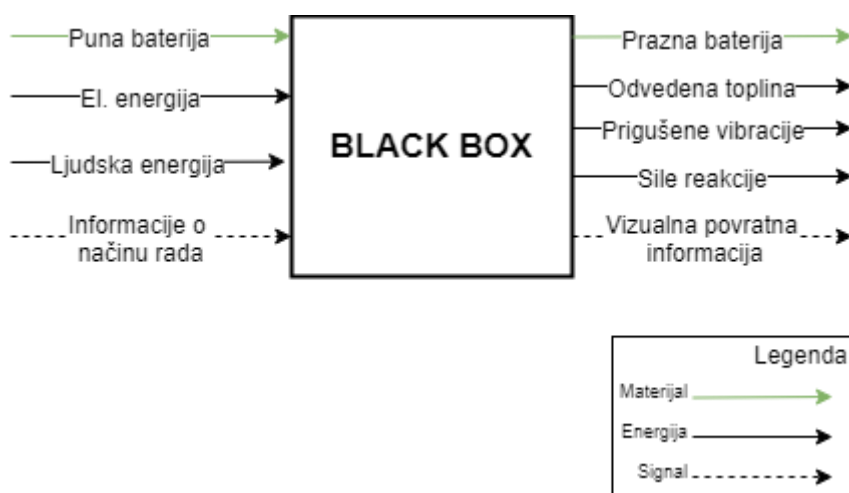 Puna baterija
El. energija
Ljudska energija
Informacije o
načinu rada
BLACK BOX
Prazna baterija
Odvedena toplina
Prigušene vibracije
Sile reakcije
Vizualna povratna
informacija
Legenda
Materijal
Energija
Signal